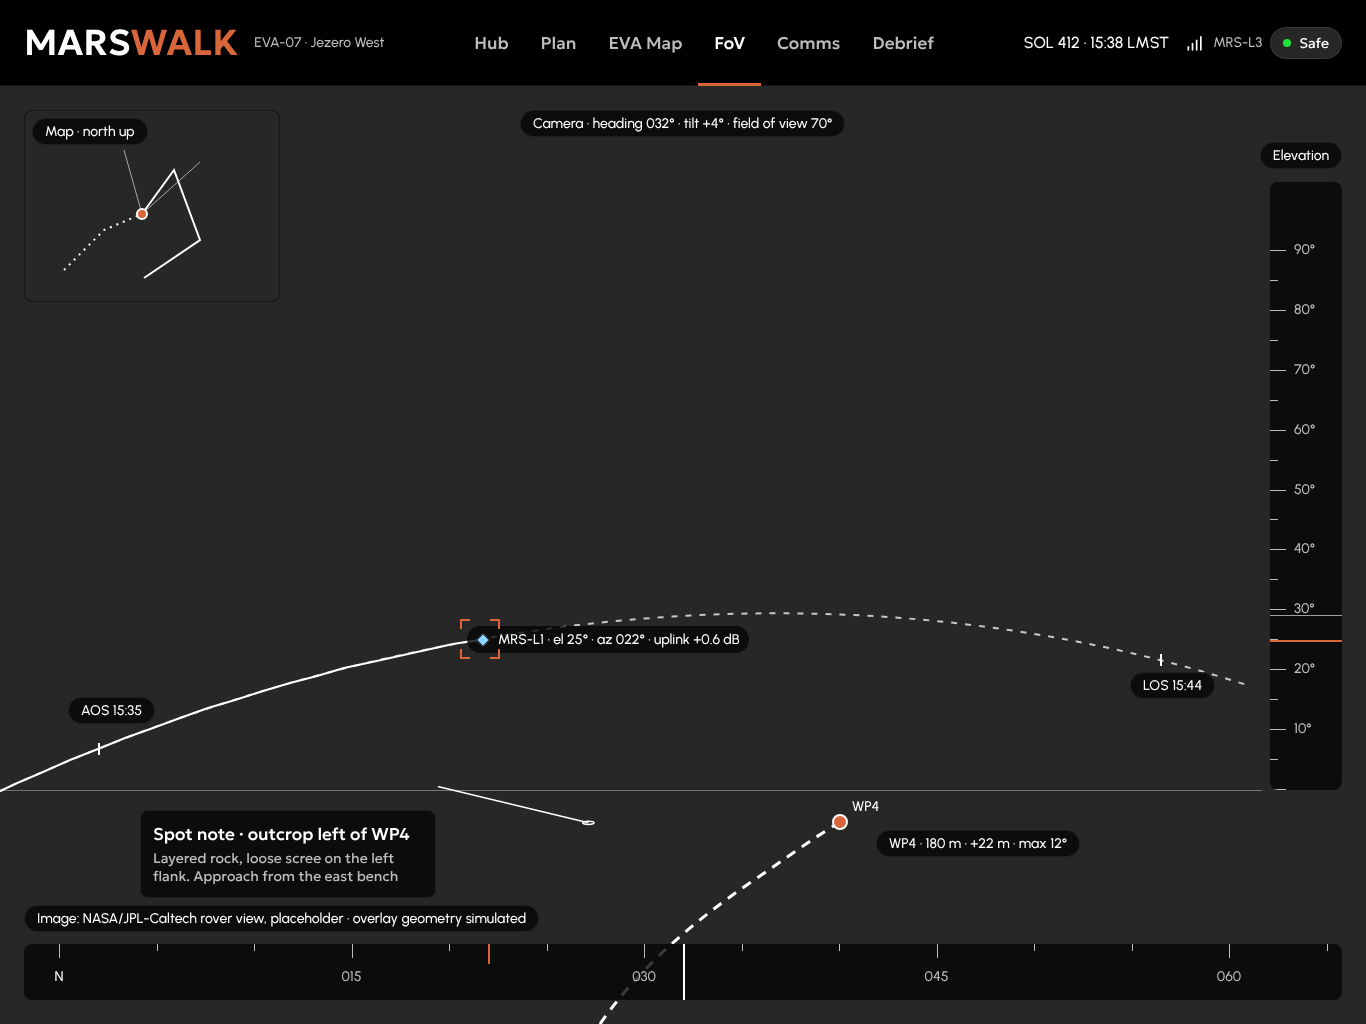 MARSWALK
EVA-07 · Jezero West
Hub
Plan
EVA Map
FoV
Comms
Debrief
SOL 412 · 15:38 LMST
MRS-L3
Safe
Map · north up
Camera · heading 032° · tilt +4° · field of view 70°
Elevation
90°
80°
70°
60°
50°
40°
30°
20°
10°
MRS-L1 · el 25° · az 022° · uplink +0.6 dB
LOS 15:44
AOS 15:35
WP4
WP4 · 180 m · +22 m · max 12°
Spot note · outcrop left of WP4
Layered rock, loose scree on the left
flank. Approach from the east bench
Image: NASA/JPL-Caltech rover view, placeholder · overlay geometry simulated
N
015
030
045
060